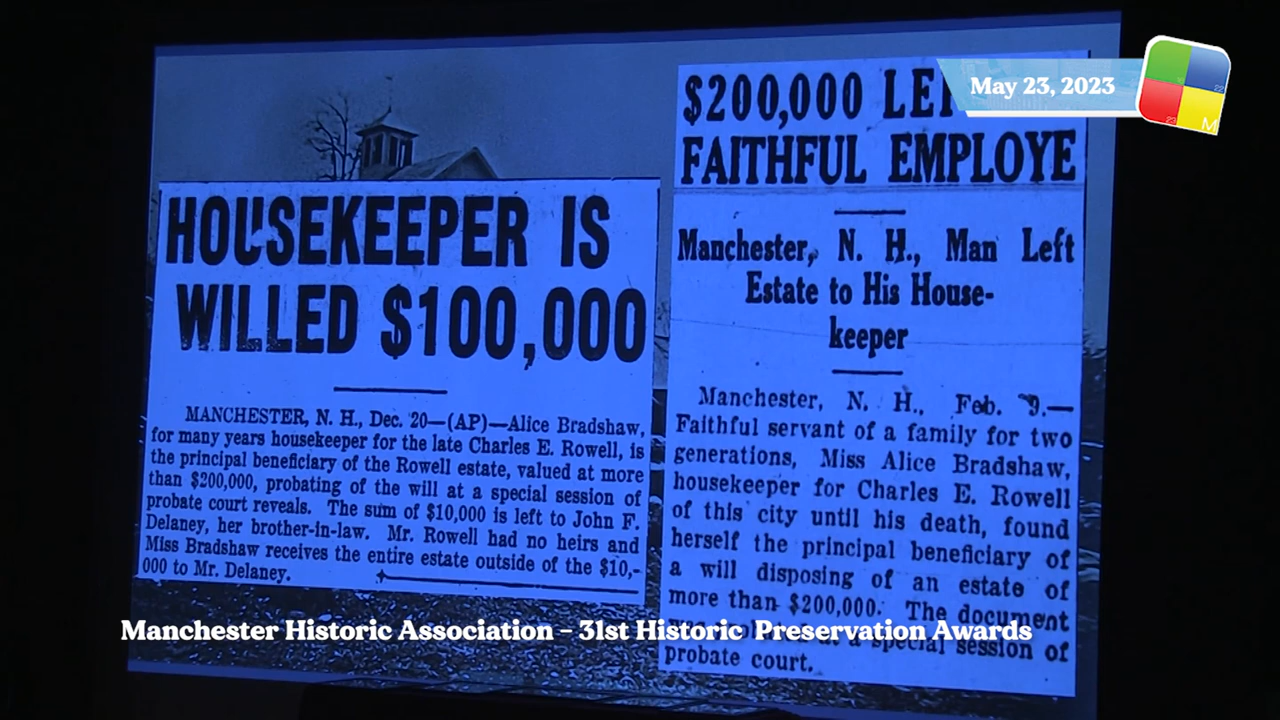 May 23, 2023
22
23
M
HOUSEKEEPER IS
WILLED $100,000
MANCHESTER, N. H., Dec. 20—(AP)—Alice Bradshaw,
for many years housekeeper for the late Charles E. Rowell, is
the principal beneficiary of the Rowell estate, valued at more
than $200,000, probating of the will at a special session of
probate court reveals. The sum of $10,000 is left to John F.
Delaney, her brother-in-law. Mr. Rowell had no heirs and
Miss Bradshaw receives the entire estate outside of the $10,-
000 to Mr. Delaney.
$200,000
FAITHFUL EMPLOYE
Manchester, N. H., Man Left
Estate to His House-
keeper
Manchester, N. H., Feb. 9.—
Faithful servant of a family for two
generations, Miss Alice Bradshaw,
housekeeper for Charles E. Rowell
of this city until his death, found
herself the principal beneficiary of
a will disposing of an estate of
more than $200,000. The document
at a special session of
probate court.
Manchester Historic Association – 31st Historic Preservation Awards